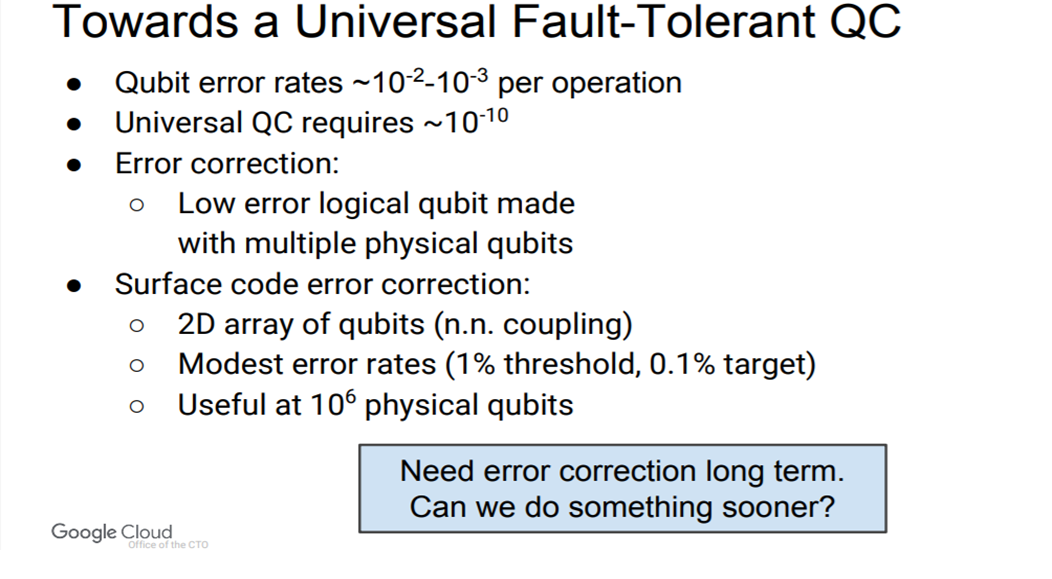 Towards a Universal Fault-Tolerant QC
● Qubit error rates ~10⁻²-10⁻³ per operation
● Universal QC requires ~10⁻¹⁰
● Error correction:
○ Low error logical qubit made
with multiple physical qubits
● Surface code error correction:
○ 2D array of qubits (n.n. coupling)
○ Modest error rates (1% threshold, 0.1% target)
○ Useful at 10⁶ physical qubits
Need error correction long term.
Can we do something sooner?
Google Cloud
Office of the CTO